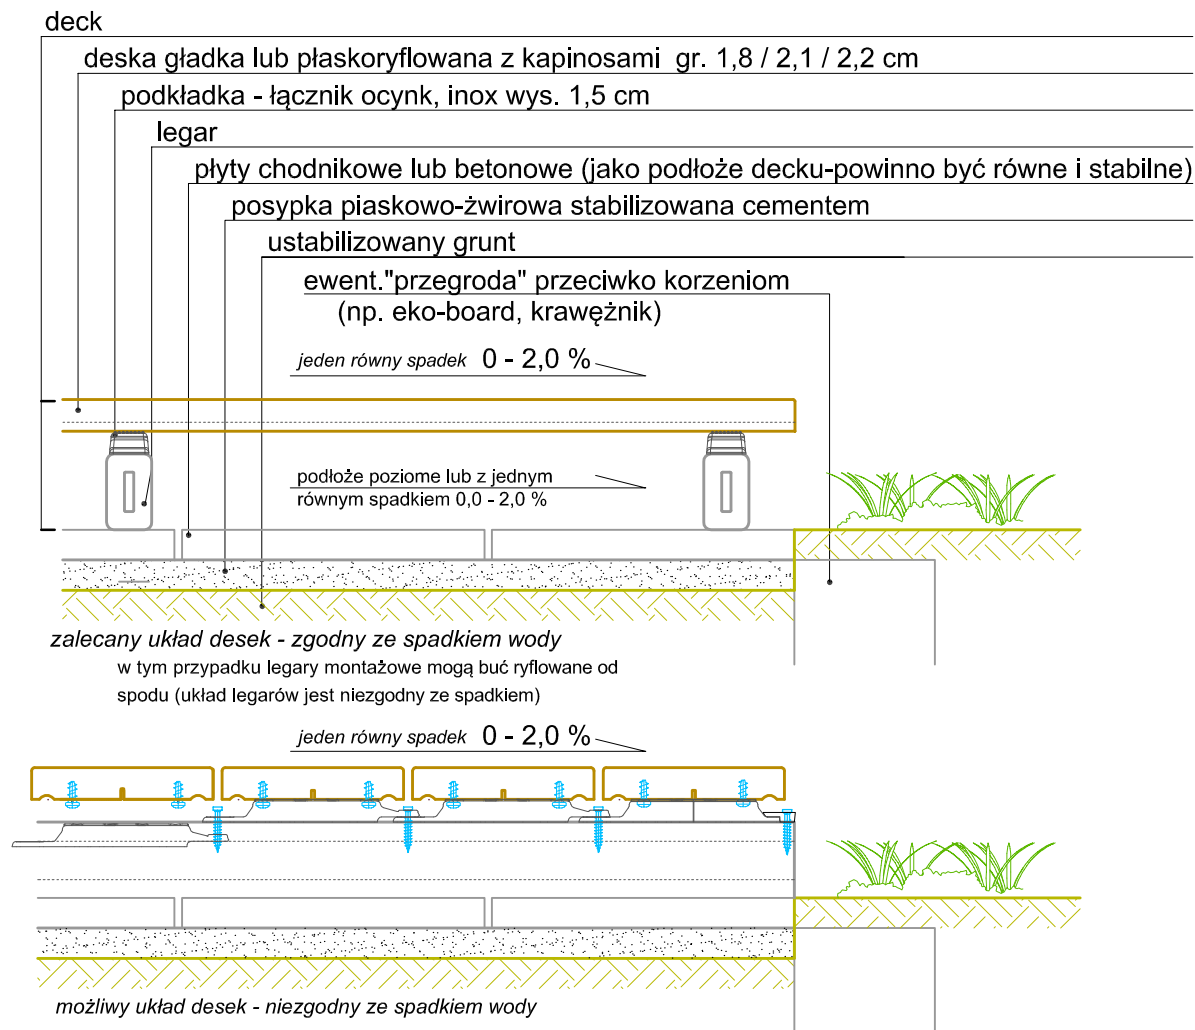 deck
deska gładka lub płaskoryflowana z kapinosami gr. 1,8 / 2,1 / 2,2 cm
podkładka - łącznik ocynk, inox wys. 1,5 cm
legar
płyty chodnikowe lub betonowe (jako podłoże decku-powinno być równe i stabilne)
posypka piaskowo-żwirowa stabilizowana cementem
ustabilizowany grunt
ewent."przegroda" przeciwko korzeniom
(np. eko-board, krawężnik)
jeden równy spadek 0 - 2,0 %
podłoże poziome lub z jednym
równym spadkiem 0,0 - 2,0 %
zalecany układ desek - zgodny ze spadkiem wody
w tym przypadku legary montażowe mogą buć ryflowane od
spodu (układ legarów jest niezgodny ze spadkiem)
jeden równy spadek 0 - 2,0 %
możliwy układ desek - niezgodny ze spadkiem wody